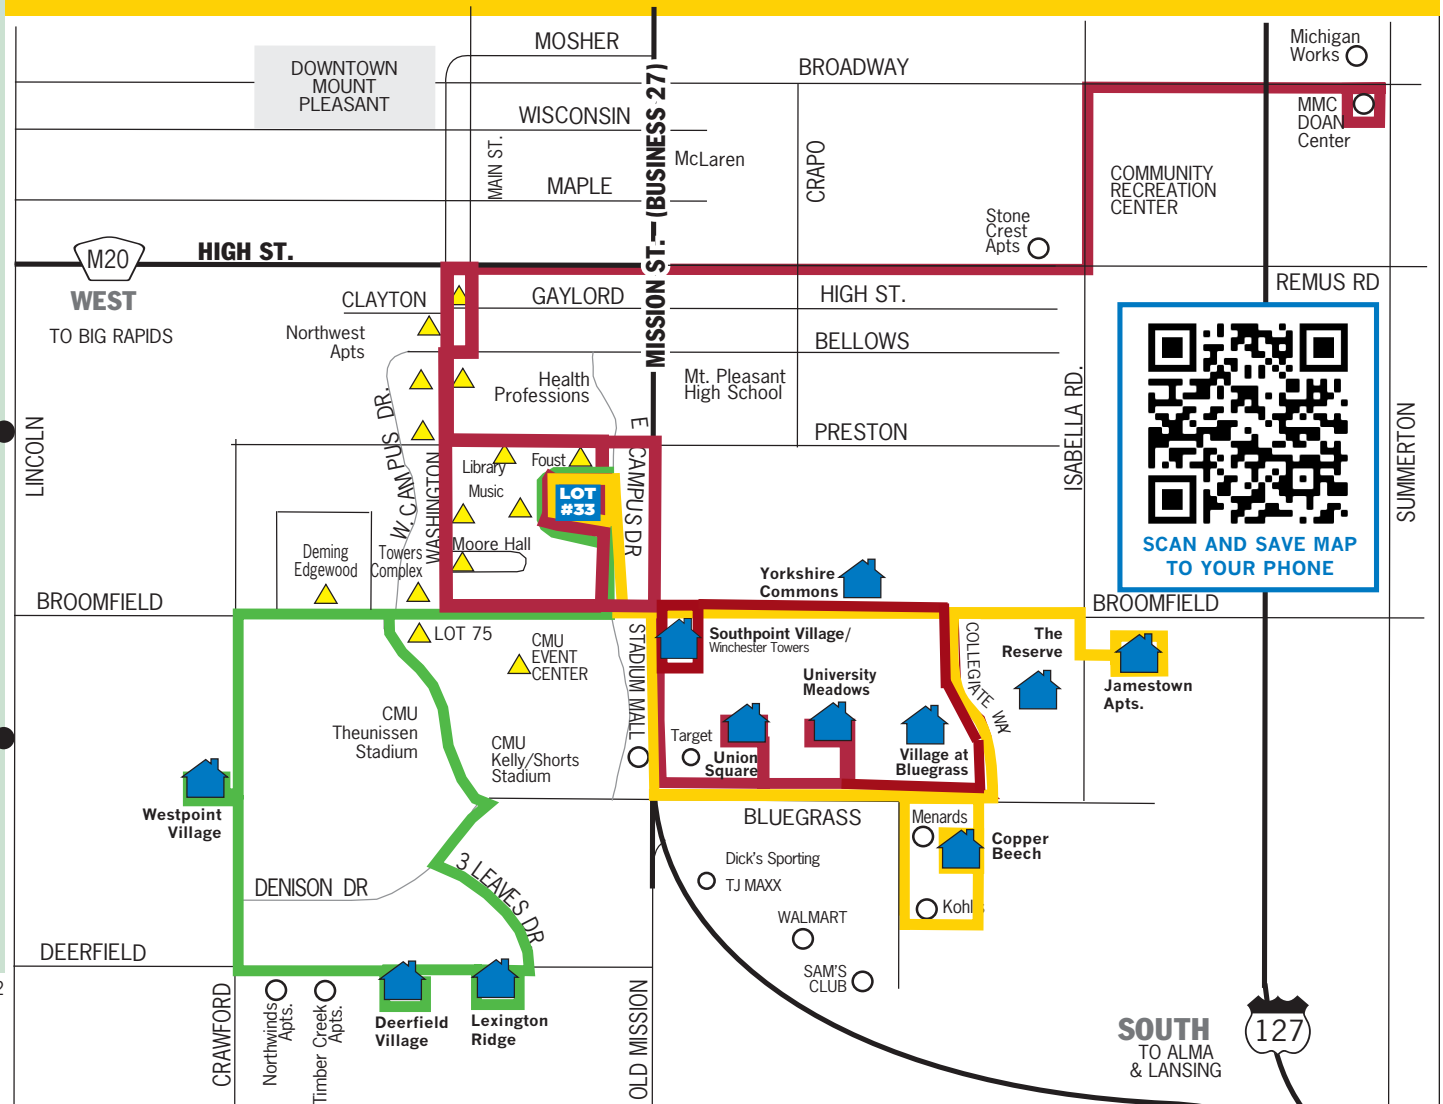 MOSHER
Michigan
Works
BROADWAY
DOWNTOWN
MOUNT
PLEASANT
MMC
DOAN
Center
WISCONSIN
MAIN ST.
MISSION ST.– (BUSINESS 27)
McLaren
CRAPO
MAPLE
COMMUNITY
RECREATION
CENTER
Stone
Crest
Apts
M20
HIGH ST.
WEST
TO BIG RAPIDS
REMUS RD
CLAYTON
GAYLORD
HIGH ST.
Northwest
Apts
BELLOWS
Health
Professions
Mt. Pleasant
High School
ISABELLA RD.
SUMMERTON
LINCOLN
W. CAMPUS DR.
WASHINGTON
E CAMPUS DR
PRESTON
Library
Foust
Music
LOT
#33
Moore Hall
Deming
Edgewood
Towers
Complex
SCAN AND SAVE MAP
TO YOUR PHONE
Yorkshire
Commons
BROOMFIELD
BROOMFIELD
LOT 75
CMU
EVENT
CENTER
STADIUM MALL
Southpoint Village/
Winchester Towers
COLLEGIATE WAY
The
Reserve
Jamestown
Apts.
University
Meadows
CMU
Theunissen
Stadium
CMU
Kelly/Shorts
Stadium
Target
Union
Square
Village at
Bluegrass
Westpoint
Village
BLUEGRASS
Menards
Copper
Beech
Dick's Sporting
TJ MAXX
3 LEAVES DR
DENISON DR
WALMART
Kohls
DEERFIELD
SAM'S
CLUB
CRAWFORD
Northwinds
Apts.
Timber Creek
Apts.
Deerfield
Village
Lexington
Ridge
OLD MISSION
SOUTH
TO ALMA
& LANSING
127